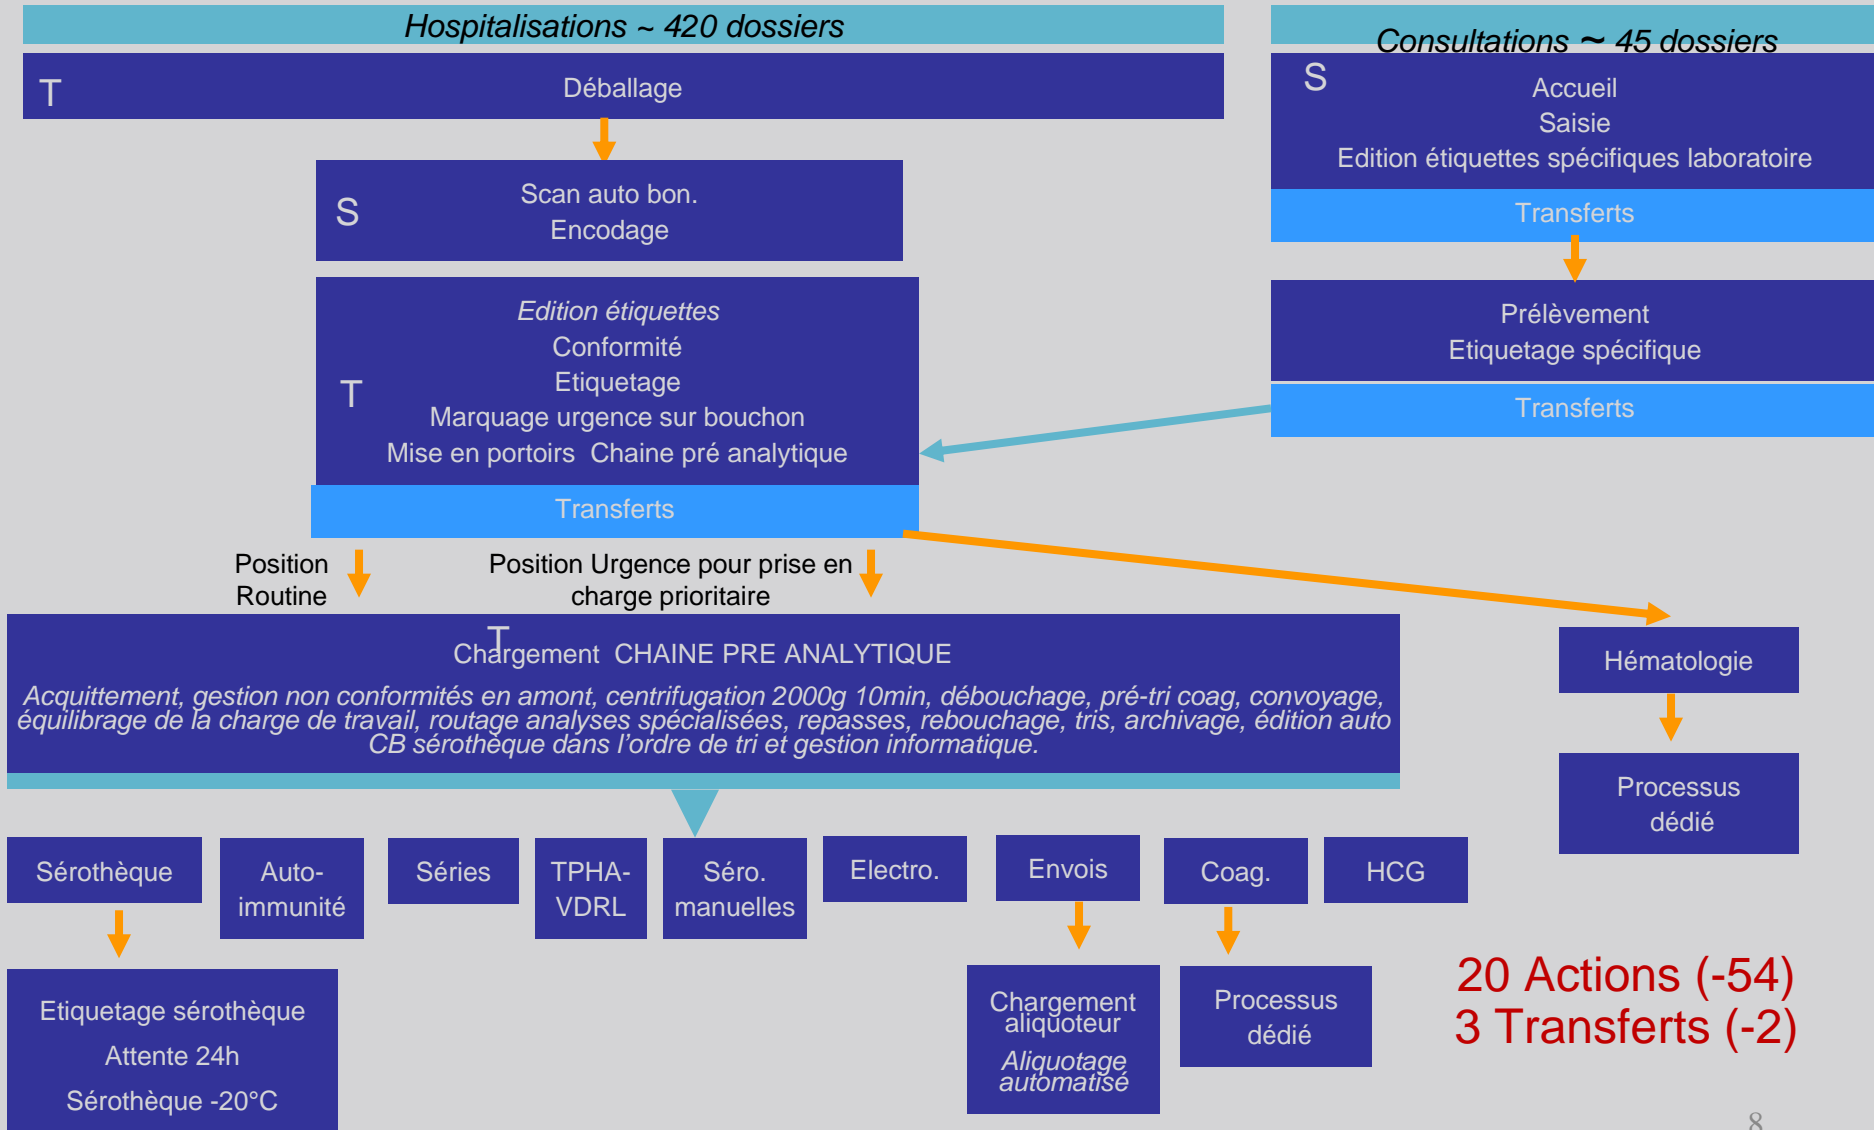 Hospitalisations ~ 420 dossiers
Consultations ~ 45 dossiers
T
Déballage
S
Accueil
Saisie
Edition étiquettes spécifiques laboratoire
Transferts
S
Scan auto bon.
Encodage
T
Edition étiquettes
Conformité
Etiquetage
Marquage urgence sur bouchon
Mise en portoirs  Chaine pré analytique
Transferts
Prélèvement
Etiquetage spécifique
Transferts
Position
Routine
Position Urgence pour prise en
charge prioritaire
T
Chargement  CHAINE PRE ANALYTIQUE
Acquittement, gestion non conformités en amont, centrifugation 2000g 10min, débouchage, pré-tri coag, convoyage,
équilibrage de la charge de travail, routage analyses spécialisées, repasses, rebouchage, tris, archivage, édition auto
CB sérothèque dans l’ordre de tri et gestion informatique.
Hématologie
Processus
dédié
Sérothèque
Auto-
immunité
Séries
TPHA-
VDRL
Séro.
manuelles
Electro.
Envois
Coag.
HCG
Etiquetage sérothèque
Attente 24h
Sérothèque -20°C
Chargement
aliquoteur
Aliquotage
automatisé
Processus
dédié
20 Actions (-54)
3 Transferts (-2)
8